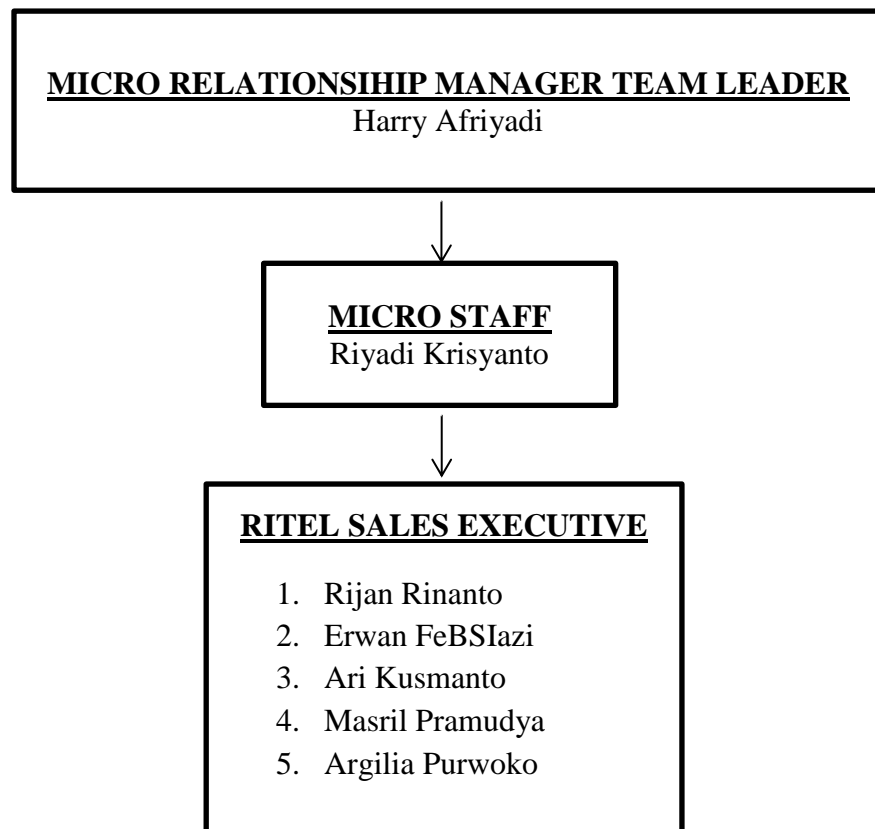 MICRO RELATIONSIHIP MANAGER TEAM LEADER
Harry Afriyadi
MICRO STAFF
Riyadi Krisyanto
RITEL SALES EXECUTIVE
1. Rijan Rinanto
2. Erwan FeBSIazi
3. Ari Kusmanto
4. Masril Pramudya
5. Argilia Purwoko